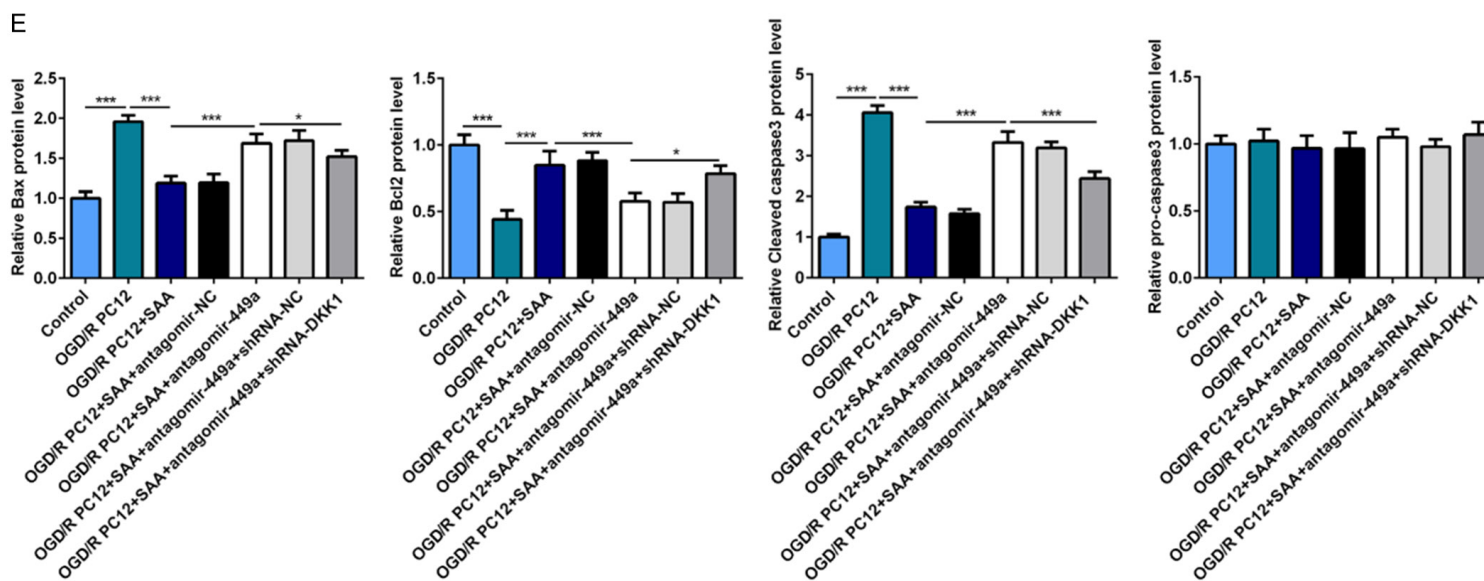 E
Relative Bax protein level
2.5
2.0
1.5
1.0
0.5
0.0
***
***
***
*
Control
OGD/R PC12
OGD/R PC12+SAA
OGD/R PC12+SAA+antagomir-NC
OGD/R PC12+SAA+antagomir-449a
OGD/R PC12+SAA+antagomir-449a+shRNA-NC
OGD/R PC12+SAA+antagomir-449a+shRNA-DKK1
Relative Bcl2 protein level
1.5
1.0
0.5
0.0
***
***
***
*
Control
OGD/R PC12
OGD/R PC12+SAA
OGD/R PC12+SAA+antagomir-NC
OGD/R PC12+SAA+antagomir-449a
OGD/R PC12+SAA+antagomir-449a+shRNA-NC
OGD/R PC12+SAA+antagomir-449a+shRNA-DKK1
Relative Cleaved caspase3 protein level
5
4
3
2
1
0
***
***
***
***
Control
OGD/R PC12
OGD/R PC12+SAA
OGD/R PC12+SAA+antagomir-NC
OGD/R PC12+SAA+antagomir-449a
OGD/R PC12+SAA+antagomir-449a+shRNA-NC
OGD/R PC12+SAA+antagomir-449a+shRNA-DKK1
Relative pro-caspase3 protein level
1.5
1.0
0.5
0.0
Control
OGD/R PC12
OGD/R PC12+SAA
OGD/R PC12+SAA+antagomir-NC
OGD/R PC12+SAA+antagomir-449a
OGD/R PC12+SAA+antagomir-449a+shRNA-NC
OGD/R PC12+SAA+antagomir-449a+shRNA-DKK1